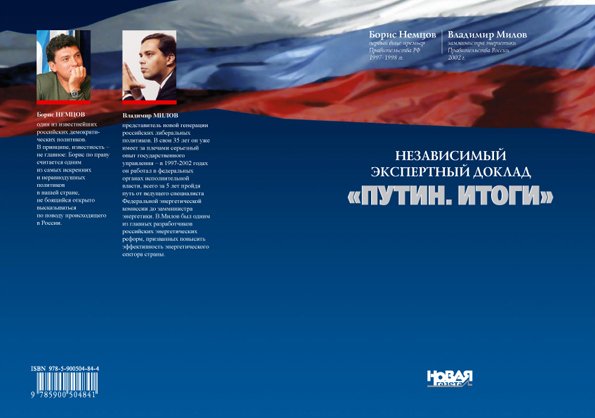 Борис НЕМЦОВ
один из известнейших
российских демократи-
ческих политиков.
В принципе, известность –
не главное. Борис по праву
считается одним
из самых искренних
и неравнодушных
политиков
в нашей стране,
не боящийся открыто
высказываться
по поводу происходящего
в России.
Владимир МИЛОВ
представитель новой генерации
российских либеральных
политиков. В свои 35 лет он уже
имеет за плечами серьезный
опыт государственного
управления – в 1997-2002 годах
он работал в федеральных
органах исполнительной
власти, всего за 5 лет пройдя
путь от ведущего специалиста
Федеральной энергетической
комиссии до замминистра
энергетики. В.Милов был одним
из главных разработчиков
российских энергетических
реформ, призванных повысить
эффективность энергетического
сектора страны.
ISBN 978-5-900504-84-4
9 785900 504841
Борис Немцов
первый вице-премьер
Правительства РФ
1997-1998 гг.
Владимир Милов
замминистра энергетики
Правительства России
2002 г.
НЕЗАВИСИМЫЙ
ЭКСПЕРТНЫЙ ДОКЛАД
«ПУТИН. ИТОГИ»
НОВАЯ
газета